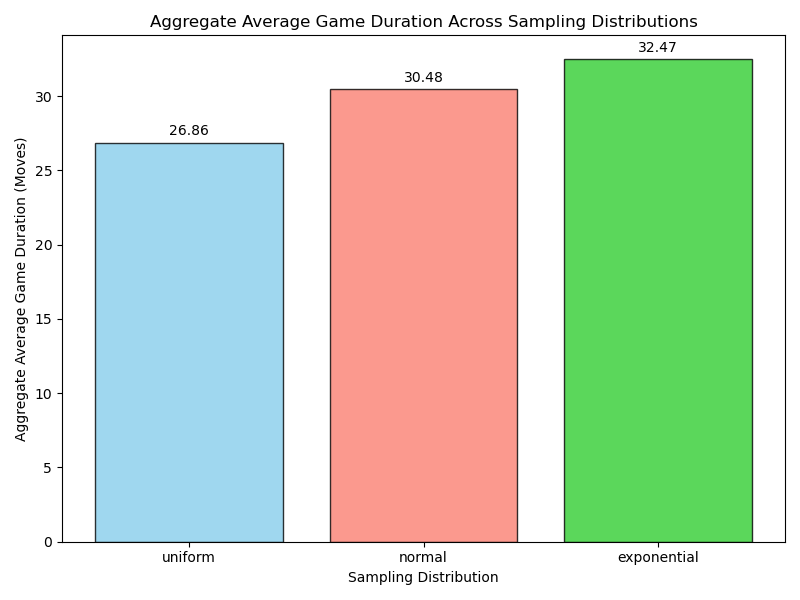 Aggregate Average Game Duration Across Sampling Distributions
Aggregate Average Game Duration (Moves)
30
25
20
15
10
5
0
26.86
30.48
32.47
uniform
normal
exponential
Sampling Distribution